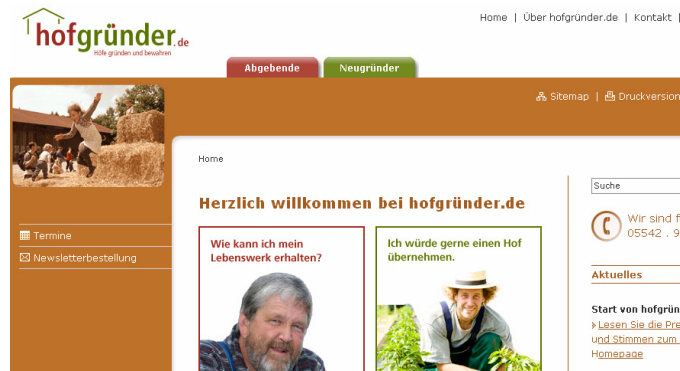 hofgründer.de
Höfe gründen und bewahren
Home | Über hofgründer.de | Kontakt |
Abgebende
Neugründer
Sitemap | Druckversion
Home
Termine
Newsletterbestellung
Herzlich willkommen bei hofgründer.de
Wie kann ich mein
Lebenswerk erhalten?
Ich würde gerne einen Hof
übernehmen.
Suche
Wir sind f
05542 . 9
Aktuelles
Start von hofgrün
Lesen Sie die Pre
und Stimmen zum
Homepage